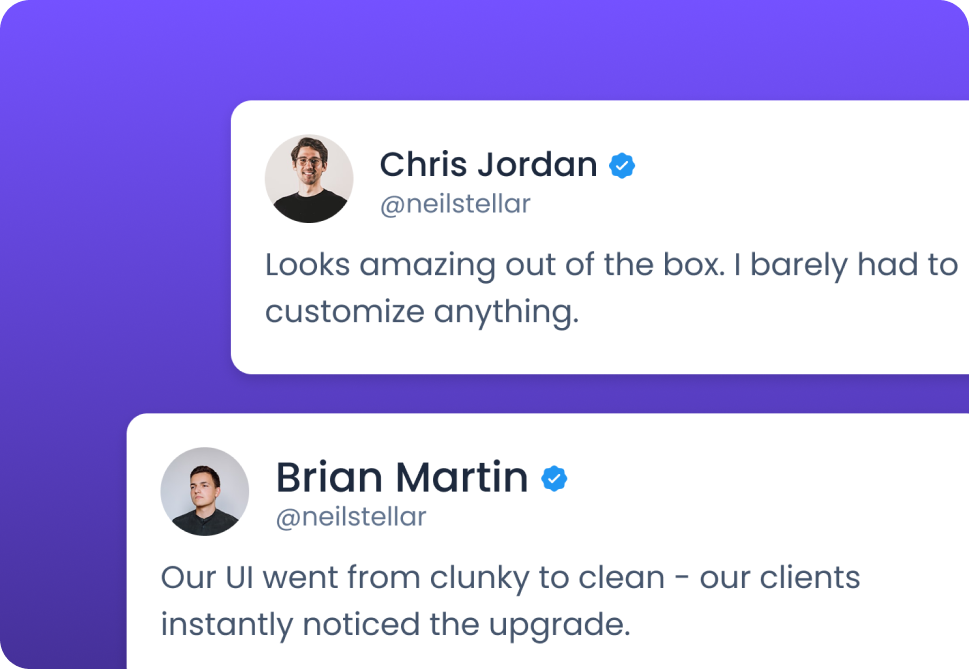 Chris Jordan
@neilstellar
Looks amazing out of the box. I barely had to
customize anything.
Brian Martin
@neilstellar
Our UI went from clunky to clean - our clients
instantly noticed the upgrade.